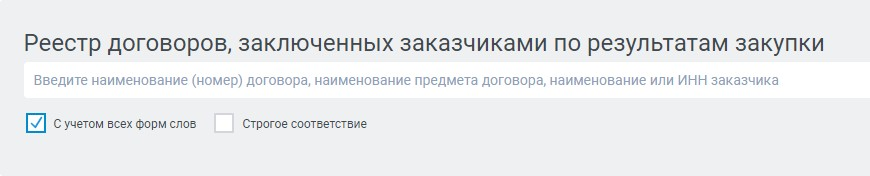 Реестр договоров, заключенных заказчиками по результатам закупки
Введите наименование (номер) договора, наименование предмета договора, наименование или ИНН заказчика
С учетом всех форм слов Строгое соответствие